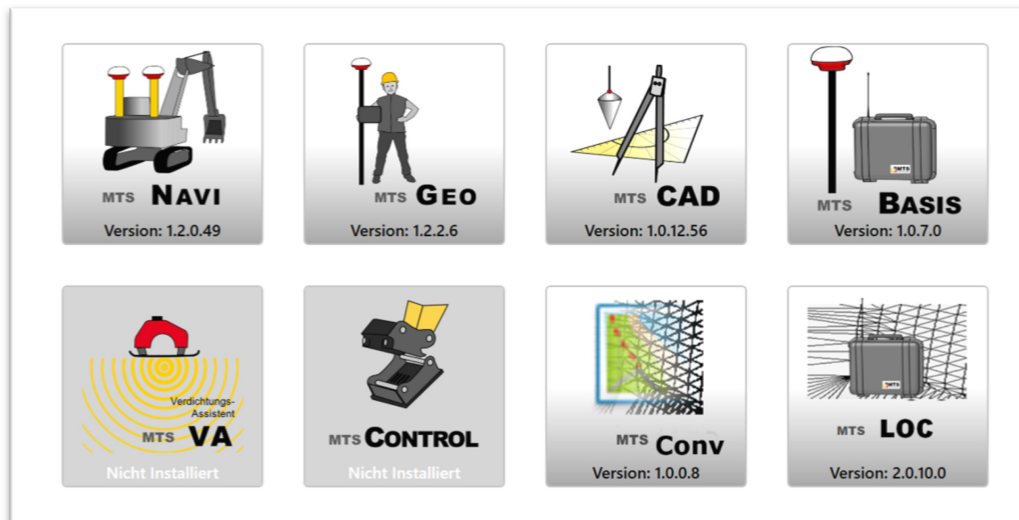 MTS NAVI
Version: 1.2.0.49
MTS GEO
Version: 1.2.2.6
MTS CAD
Version: 1.0.12.56
MTS
MTS BASIS
Version: 1.0.7.0
Verdichtungs-
Assistent
MTS VA
Nicht Installiert
MTS CONTROL
Nicht Installiert
MTS Conv
Version: 1.0.0.8
MTS
MTS LOC
Version: 2.0.10.0